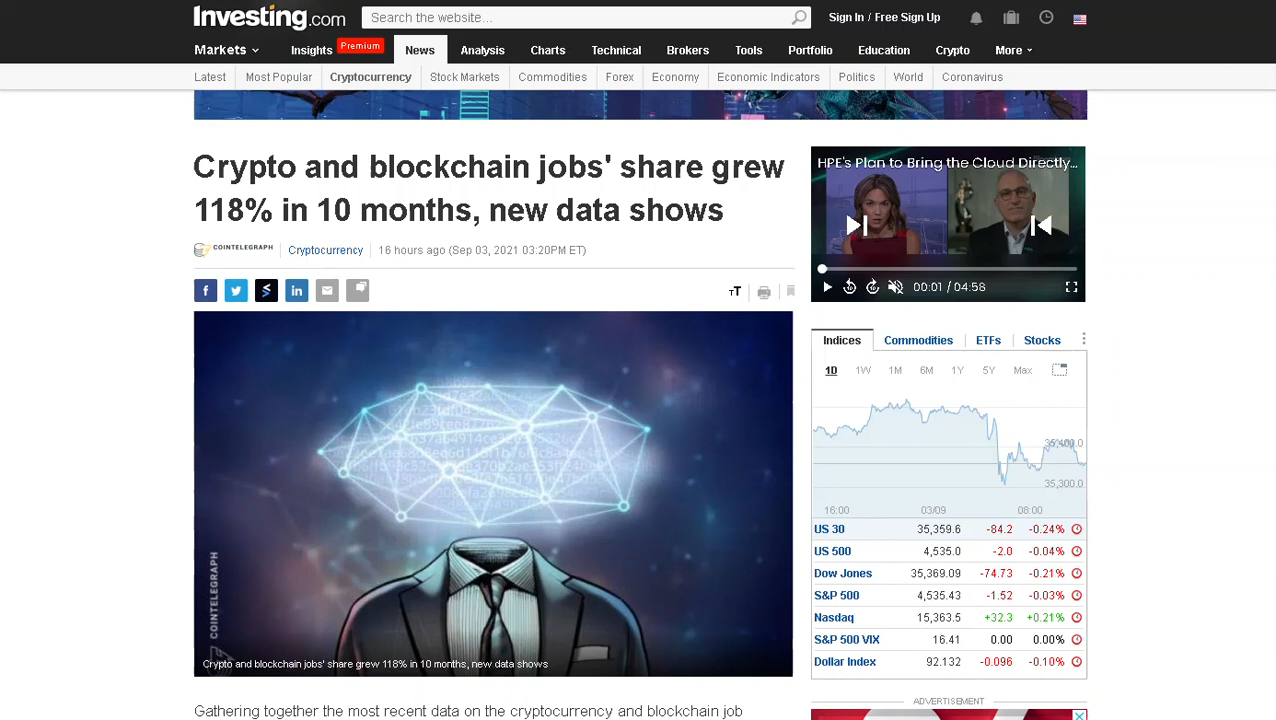 Investing.com
Search the website...
Sign In / Free Sign Up
Markets
Insights
Premium
News
Analysis
Charts
Technical
Brokers
Tools
Portfolio
Education
Crypto
More
Latest
Most Popular
Cryptocurrency
Stock Markets
Commodities
Forex
Economy
Economic Indicators
Politics
World
Coronavirus
Crypto and blockchain jobs' share grew
118% in 10 months, new data shows
COINTELEGRAPH
Cryptocurrency
16 hours ago (Sep 03, 2021 03:20PM ET)
f
in
TT
COINTELEGRAPH
Crypto and blockchain jobs' share grew 118% in 10 months, new data shows
Gathering together the most recent data on the cryptocurrency and blockchain job
HPE's Plan to Bring the Cloud Directly...
00:01 / 04:58
Indices
Commodities
ETFs
Stocks
1D 1W 1M 6M 1Y 5Y Max
35,400.0
35,300.0
16:00 03/09 08:00
US 30 35,359.6 -84.2 -0.24%
US 500 4,535.0 -2.0 -0.04%
Dow Jones 35,369.09 -74.73 -0.21%
S&P 500 4,535.43 -1.52 -0.03%
Nasdaq 15,363.5 +32.3 +0.21%
S&P 500 VIX 16.41 0.00 0.00%
Dollar Index 92.132 -0.096 -0.10%
ADVERTISEMENT